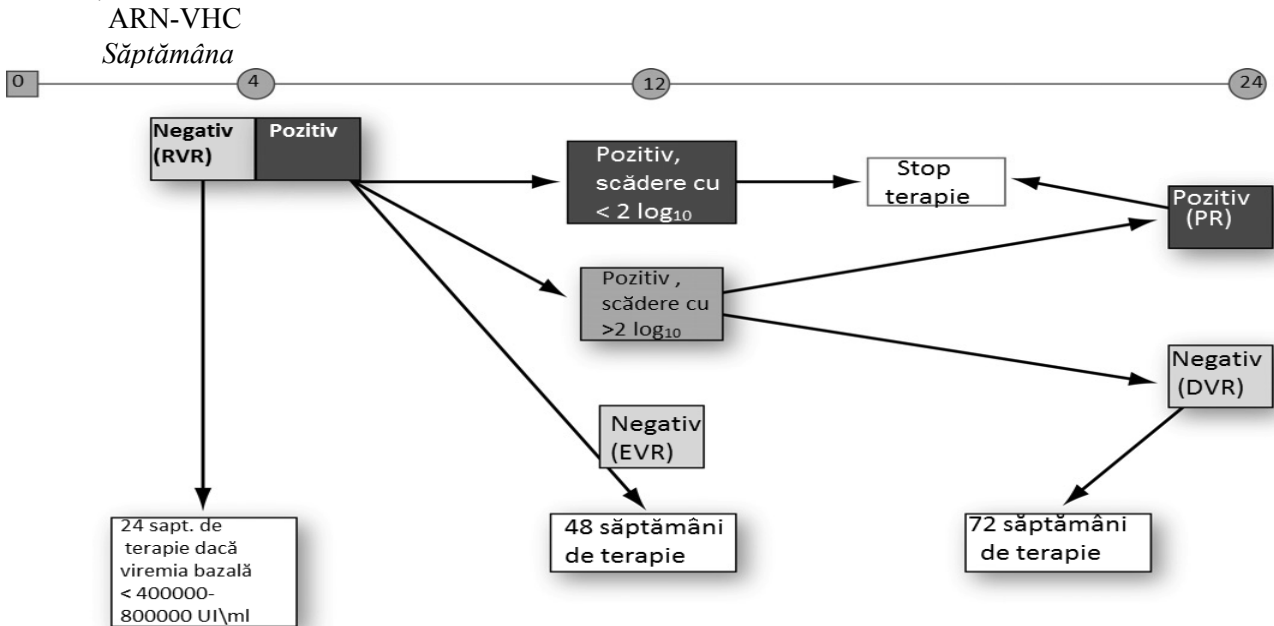 ARN-VHC
Săptămâna
0
4
12
24
Negativ
(RVR)
Pozitiv
Pozitiv,
scădere cu
< 2 log₁₀
Stop
terapie
Pozitiv
(PR)
Pozitiv ,
scădere cu
>2 log₁₀
Negativ
(DVR)
Negativ
(EVR)
24 sapt. de
terapie dacă
viremia bazală
< 400000-
800000 UI\ml
48 săptămâni
de terapie
72 săptămâni
de terapie